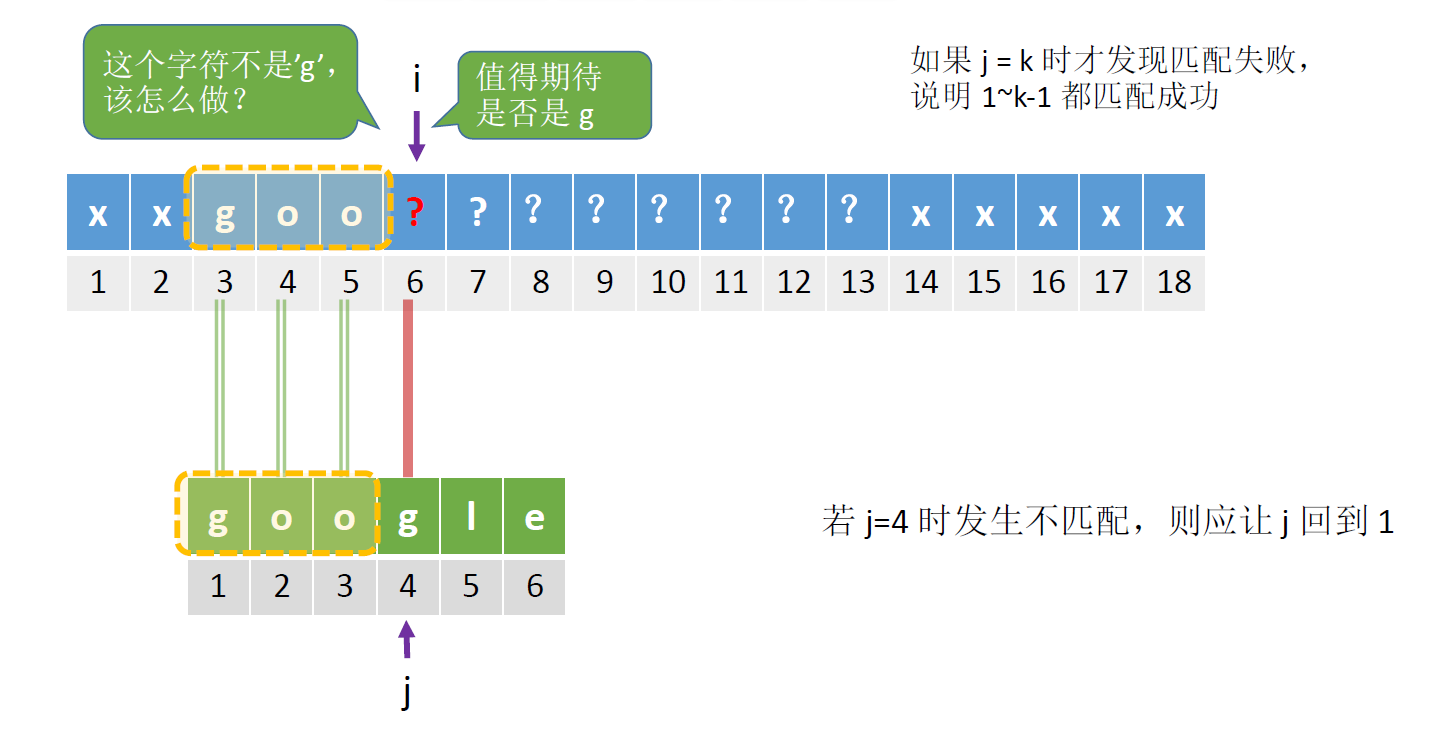 这个字符不是’g’，
该怎么做？
i
值得期待
是否是 g
如果 j = k 时才发现匹配失败，
说明 1~k-1 都匹配成功
x x g o o ? ? ? ? ? ? ? ? x x x x x
1 2 3 4 5 6 7 8 9 10 11 12 13 14 15 16 17 18
g o o g l e
1 2 3 4 5 6
若 j=4 时发生不匹配，则应让 j 回到 1
j